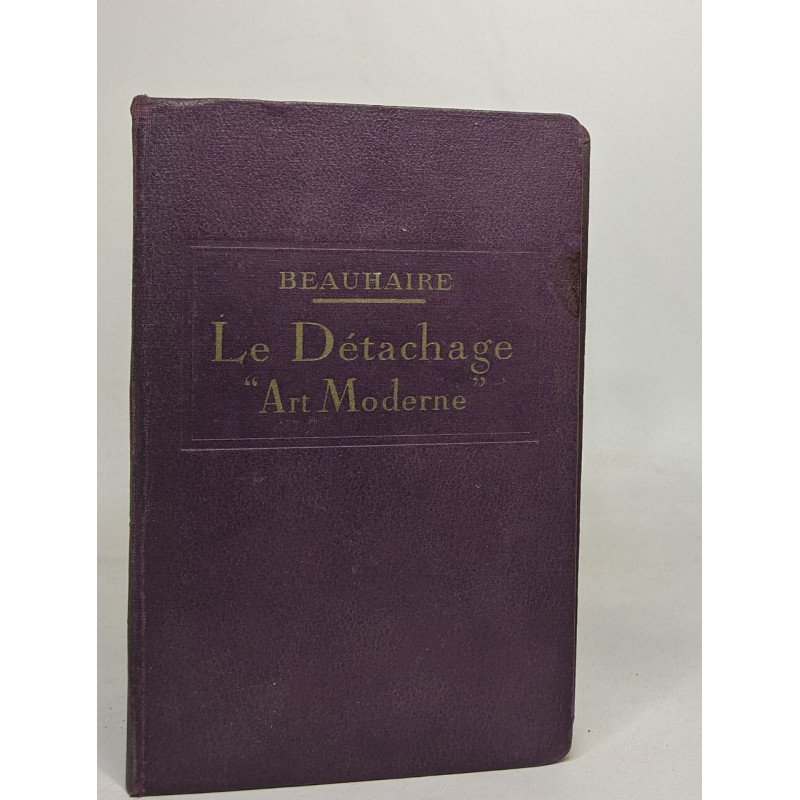 BEAUHAIRE
Le Détachage
"Art Moderne"